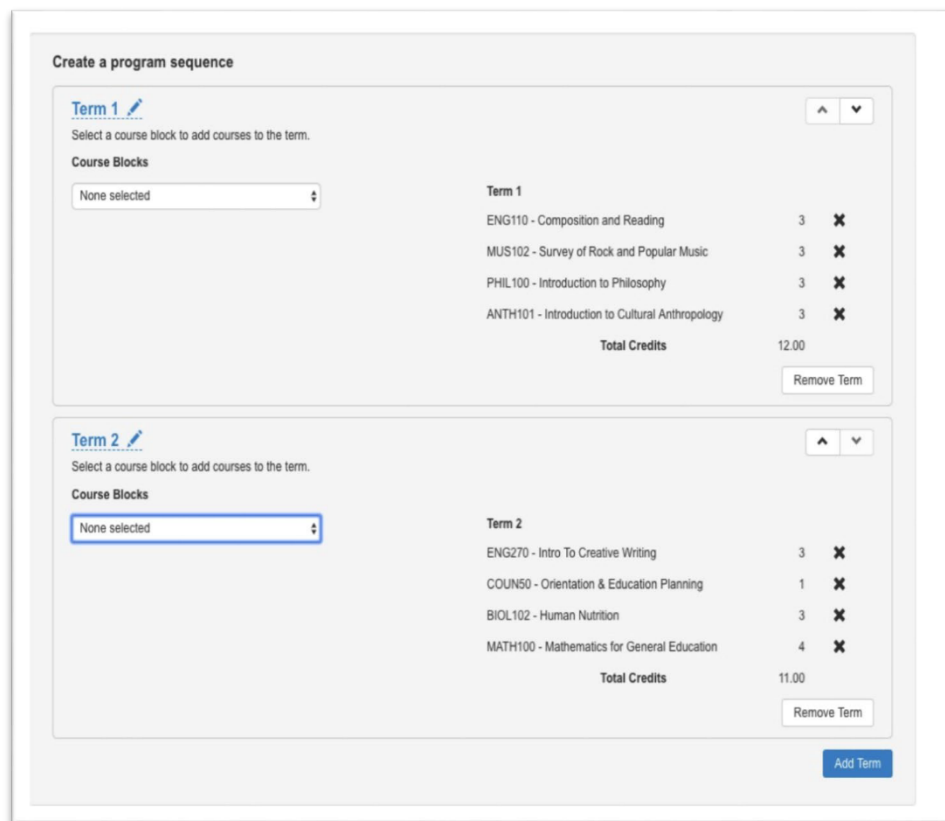 Create a program sequence
Term 1
Select a course block to add courses to the term.
Course Blocks
None selected
Term 1
ENG110 - Composition and Reading 3
MUS102 - Survey of Rock and Popular Music 3
PHIL100 - Introduction to Philosophy 3
ANTH101 - Introduction to Cultural Anthropology 3
Total Credits 12.00
Remove Term
Term 2
Select a course block to add courses to the term.
Course Blocks
None selected
Term 2
ENG270 - Intro To Creative Writing 3
COUN50 - Orientation & Education Planning 1
BIOL102 - Human Nutrition 3
MATH100 - Mathematics for General Education 4
Total Credits 11.00
Remove Term
Add Term